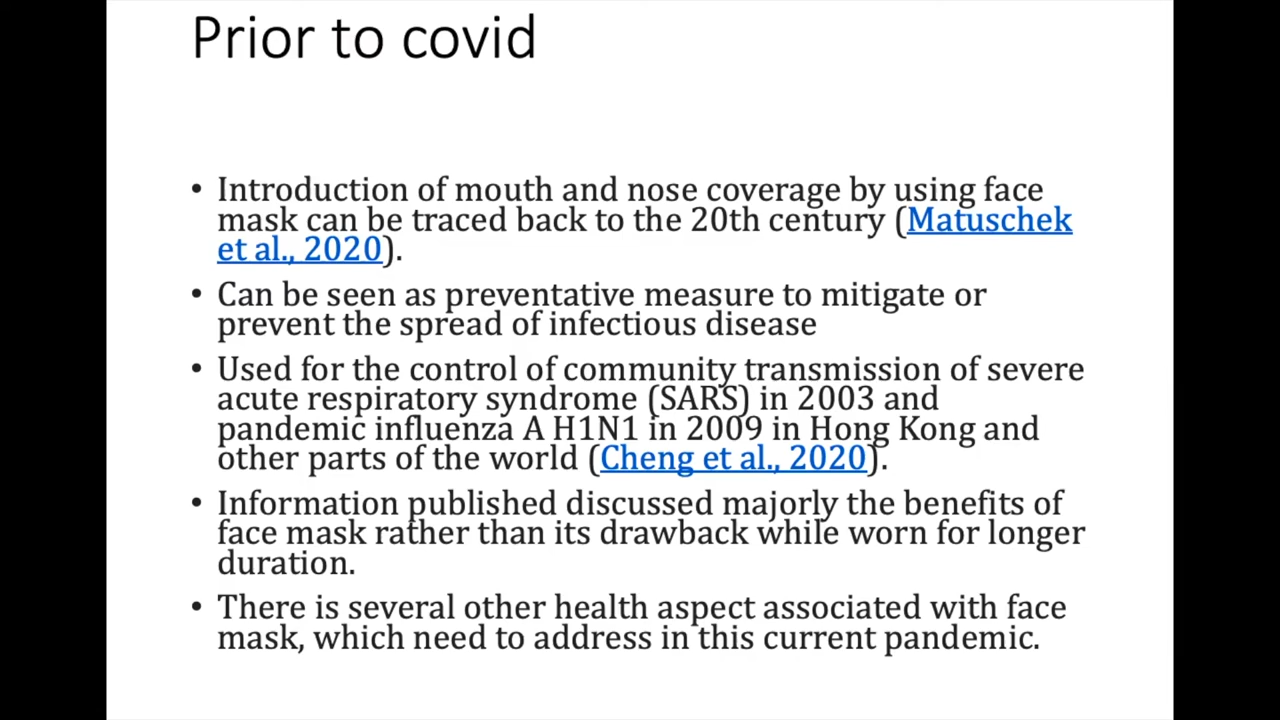 Prior to covid
• Introduction of mouth and nose coverage by using face
mask can be traced back to the 20th century (Matuschek
et al., 2020).
• Can be seen as preventative measure to mitigate or
prevent the spread of infectious disease
• Used for the control of community transmission of severe
acute respiratory syndrome (SARS) in 2003 and
pandemic influenza A H1N1 in 2009 in Hong Kong and
other parts of the world (Cheng et al., 2020).
• Information published discussed majorly the benefits of
face mask rather than its drawback while worn for longer
duration.
• There is several other health aspect associated with face
mask, which need to address in this current pandemic.